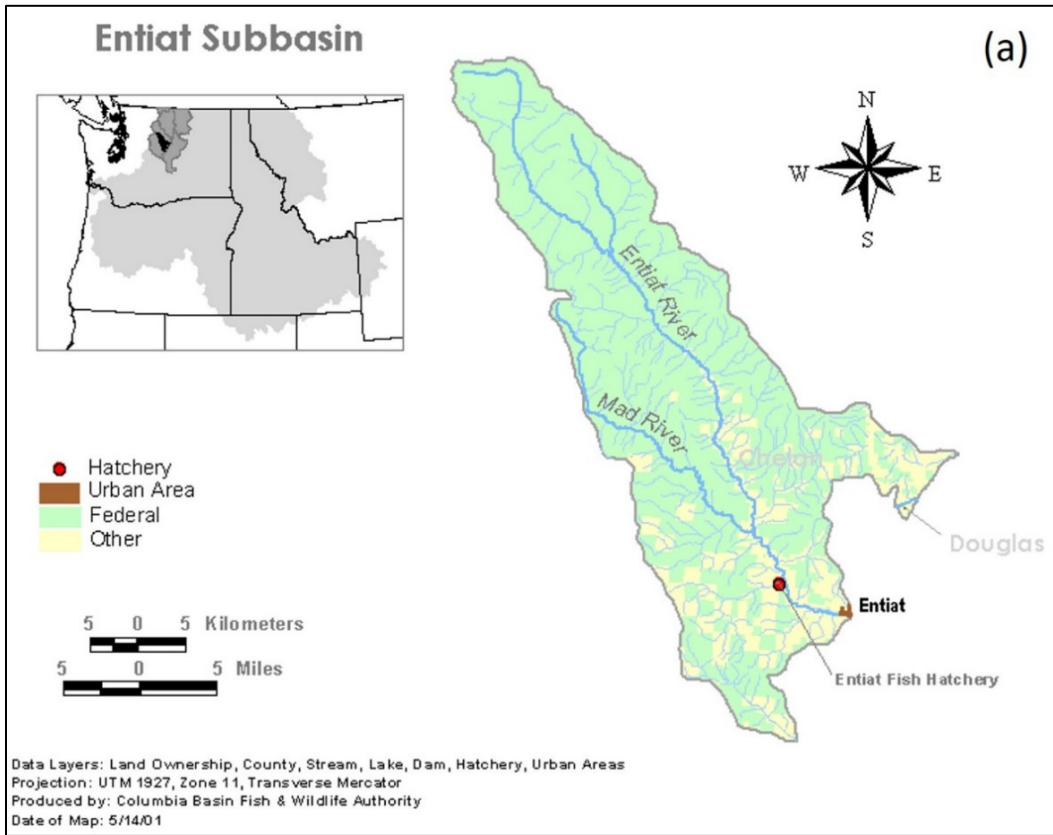 Entiat Subbasin
(a)
N
W
E
S
Entiat River
Mad River
Chelan
Douglas
Entiat
Entiat Fish Hatchery
Hatchery
Urban Area
Federal
Other
5 0 5 Kilometers
5 0 5 Miles
Data Layers: Land Ownership, County, Stream, Lake, Dam, Hatchery, Urban Areas
Projection: UTM 1927, Zone 11, Transverse Mercator
Produced by: Columbia Basin Fish & Wildlife Authority
Date of Map: 5/14/01